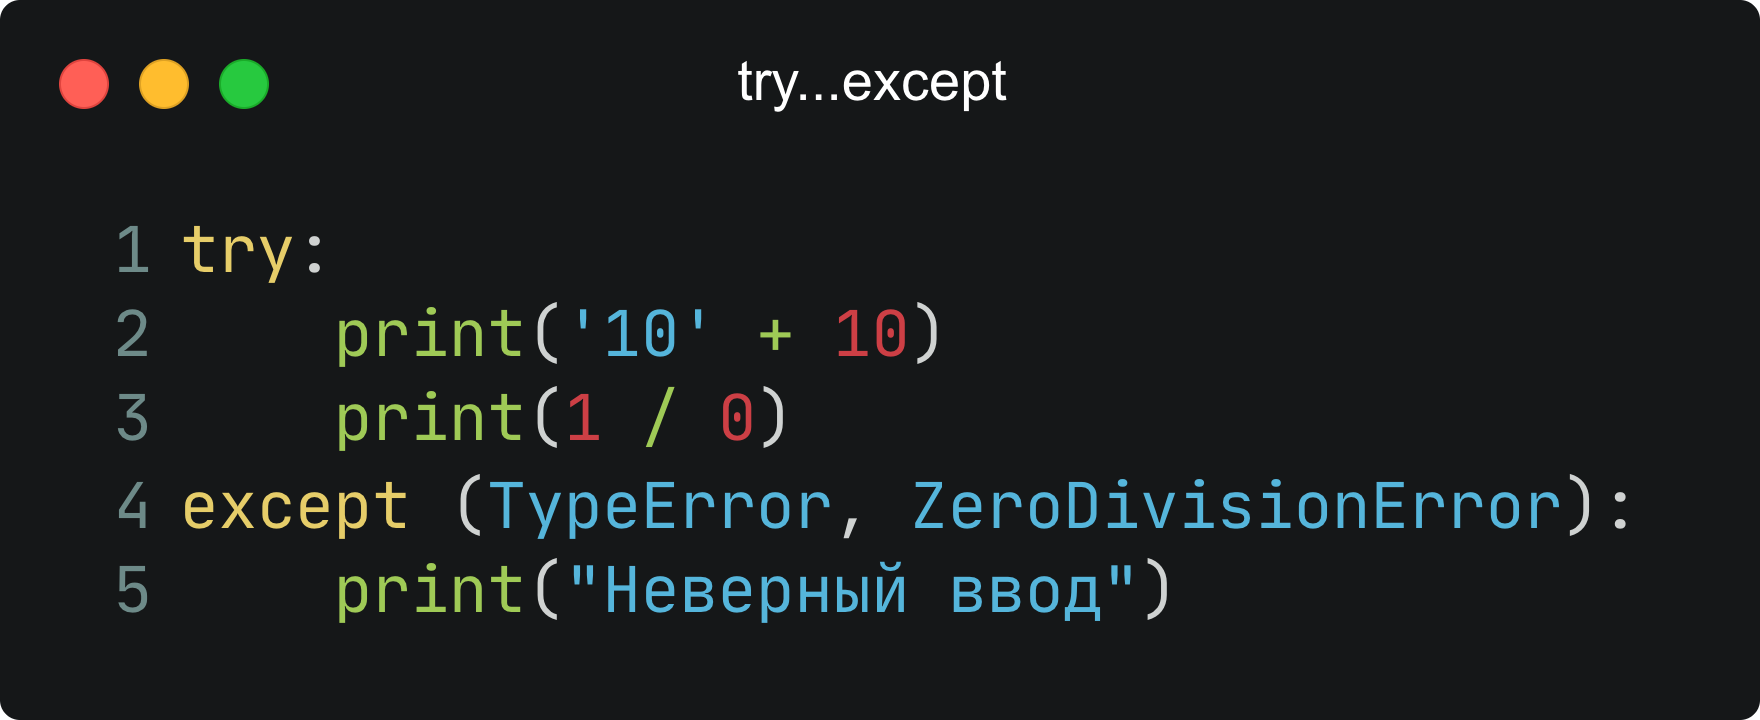 try...except
1 try:
2     print('10' + 10)
3     print(1 / 0)
4 except (TypeError, ZeroDivisionError):
5     print("Неверный ввод")